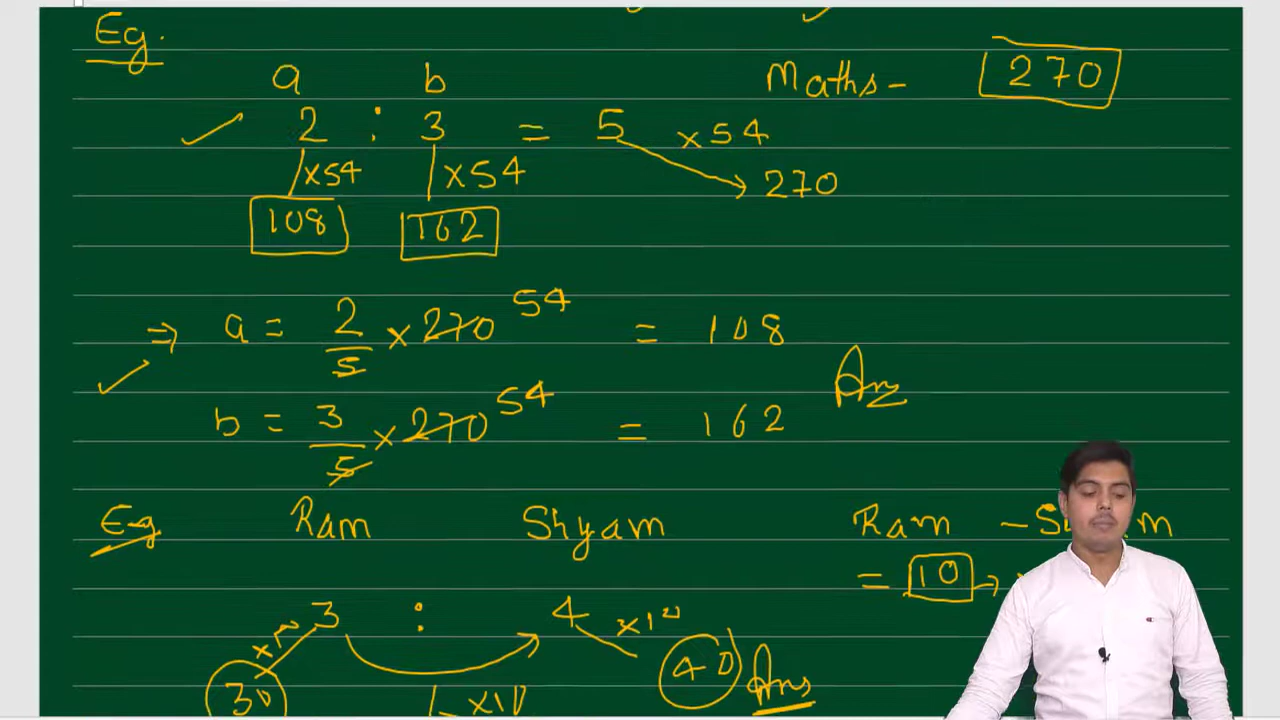 Eg.
a b Maths- 270
2 : 3 = 5 ×54
×54 ×54 270
108 162
⇒ a = 2/5 × 270 54 = 108
Ans
b = 3/5 × 270 54 = 162
Eg Ram Shyam Ram -
= 10 →
3 : 4 ×10
30 ×10 40 Ans